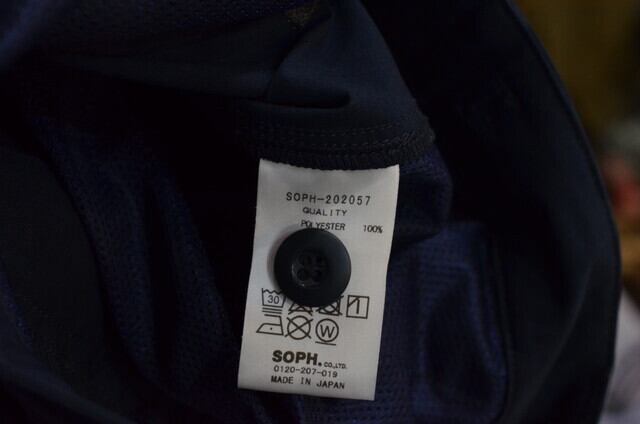 SOPH-202057
QUALITY
POLYESTER 100%
30
W
SOPH. CO.,LTD.
0120-207-019
MADE IN JAPAN